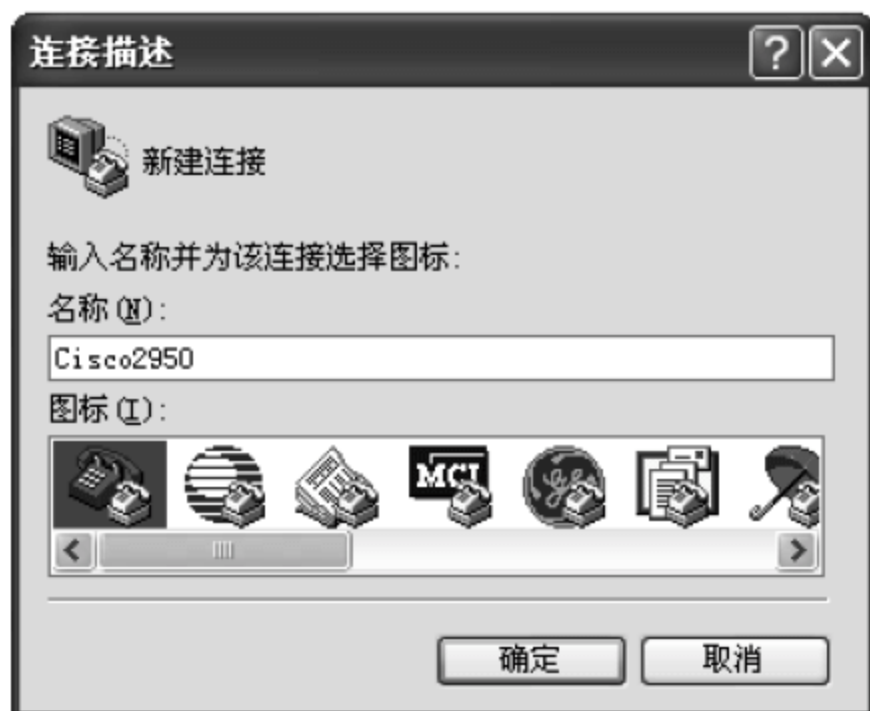 连接描述
新建连接
输入名称并为该连接选择图标:
名称(N):
Cisco2950
图标(I):
MCI
确定 取消